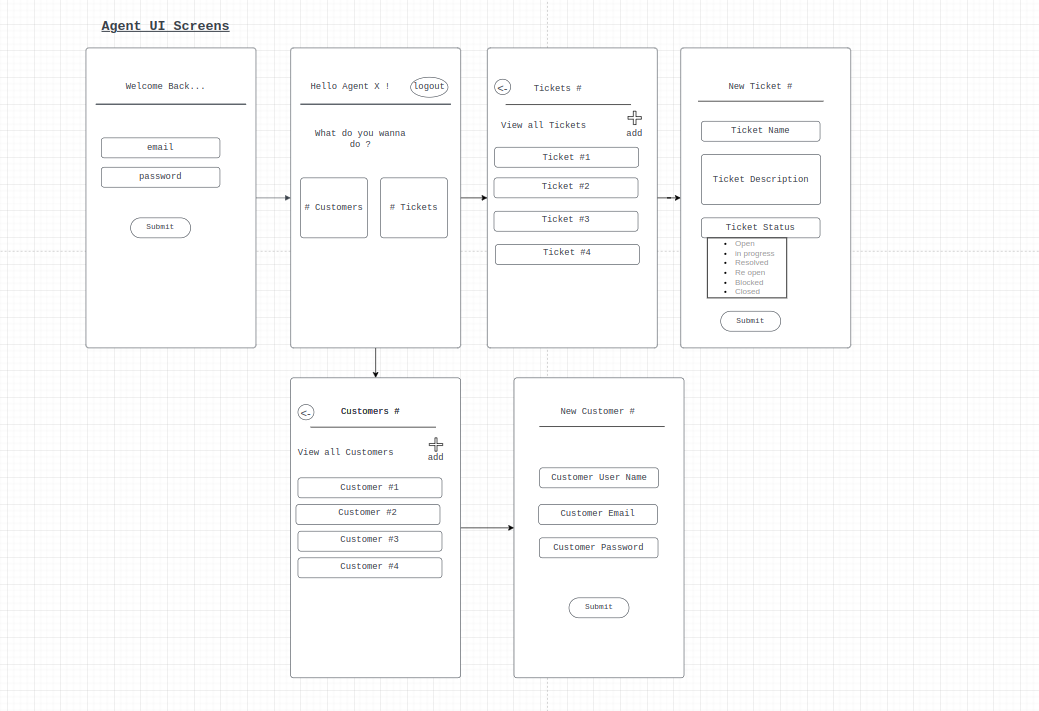 Agent UI Screens
Welcome Back...
email
password
Submit
Hello Agent X !
logout
What do you wanna
do ?
# Customers
# Tickets
<-
Tickets #
View all Tickets
add
Ticket #1
Ticket #2
Ticket #3
Ticket #4
New Ticket #
Ticket Name
Ticket Description
Ticket Status
Open
in progress
Resolved
Re open
Blocked
Closed
Submit
<-
Customers #
View all Customers
add
Customer #1
Customer #2
Customer #3
Customer #4
New Customer #
Customer User Name
Customer Email
Customer Password
Submit